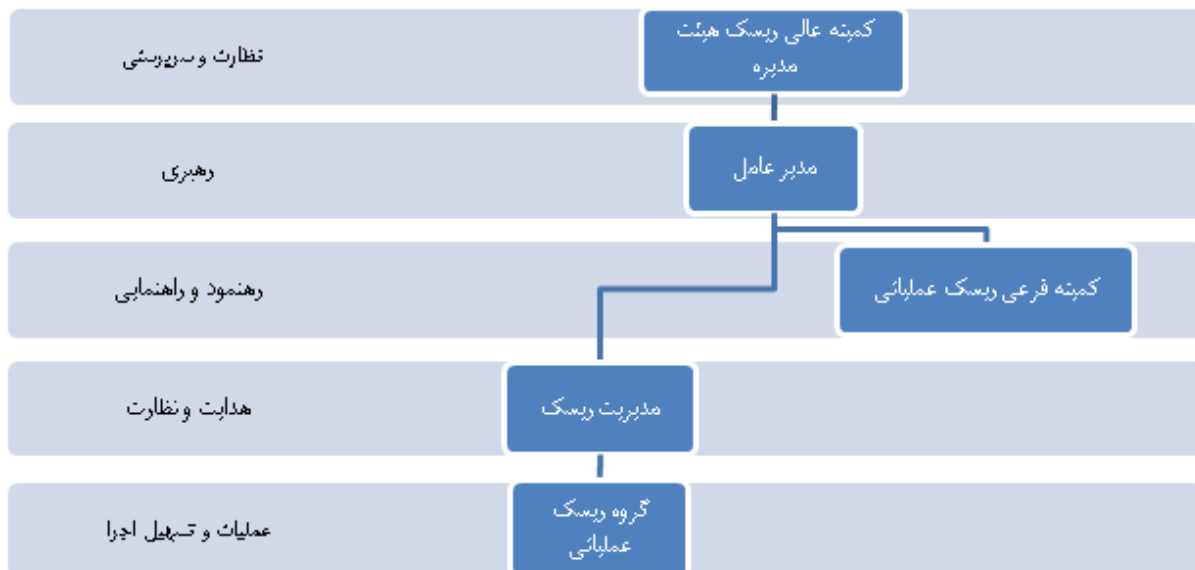 کمیته عالی ریسک هیئت
مدیره
نظارت و سرپرستی
مدیر عامل
رهبری
کمیته فرعی ریسک عملیاتی
رهنمود و راهنمایی
مدیریت ریسک
هدایت و نظارت
گروه ریسک
عملیاتی
عملیات و تسهیل اجرا